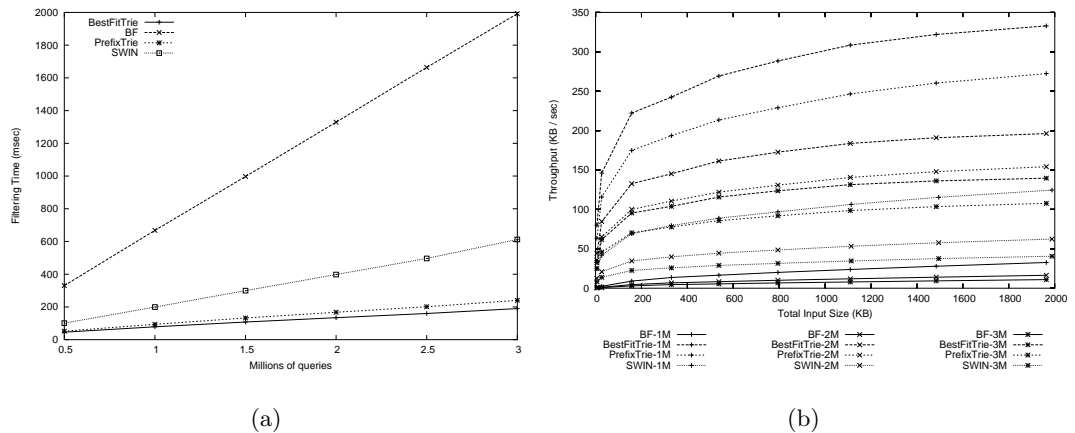 BestFitTrie
BF
PrefixTrie
SWIN
2000
1800
1600
1400
1200
1000
800
600
400
200
0
Filtering Time (msec)
0.5 1 1.5 2 2.5 3
Millions of queries
(a)
350
300
250
200
150
100
50
0
Throughput (KB / sec)
0 200 400 600 800 1000 1200 1400 1600 1800 2000
Total Input Size (KB)
BF-1M BF-2M BF-3M
BestFitTrie-1M BestFitTrie-2M BestFitTrie-3M
PrefixTrie-1M PrefixTrie-2M PrefixTrie-3M
SWIN-1M SWIN-2M SWIN-3M
(b)